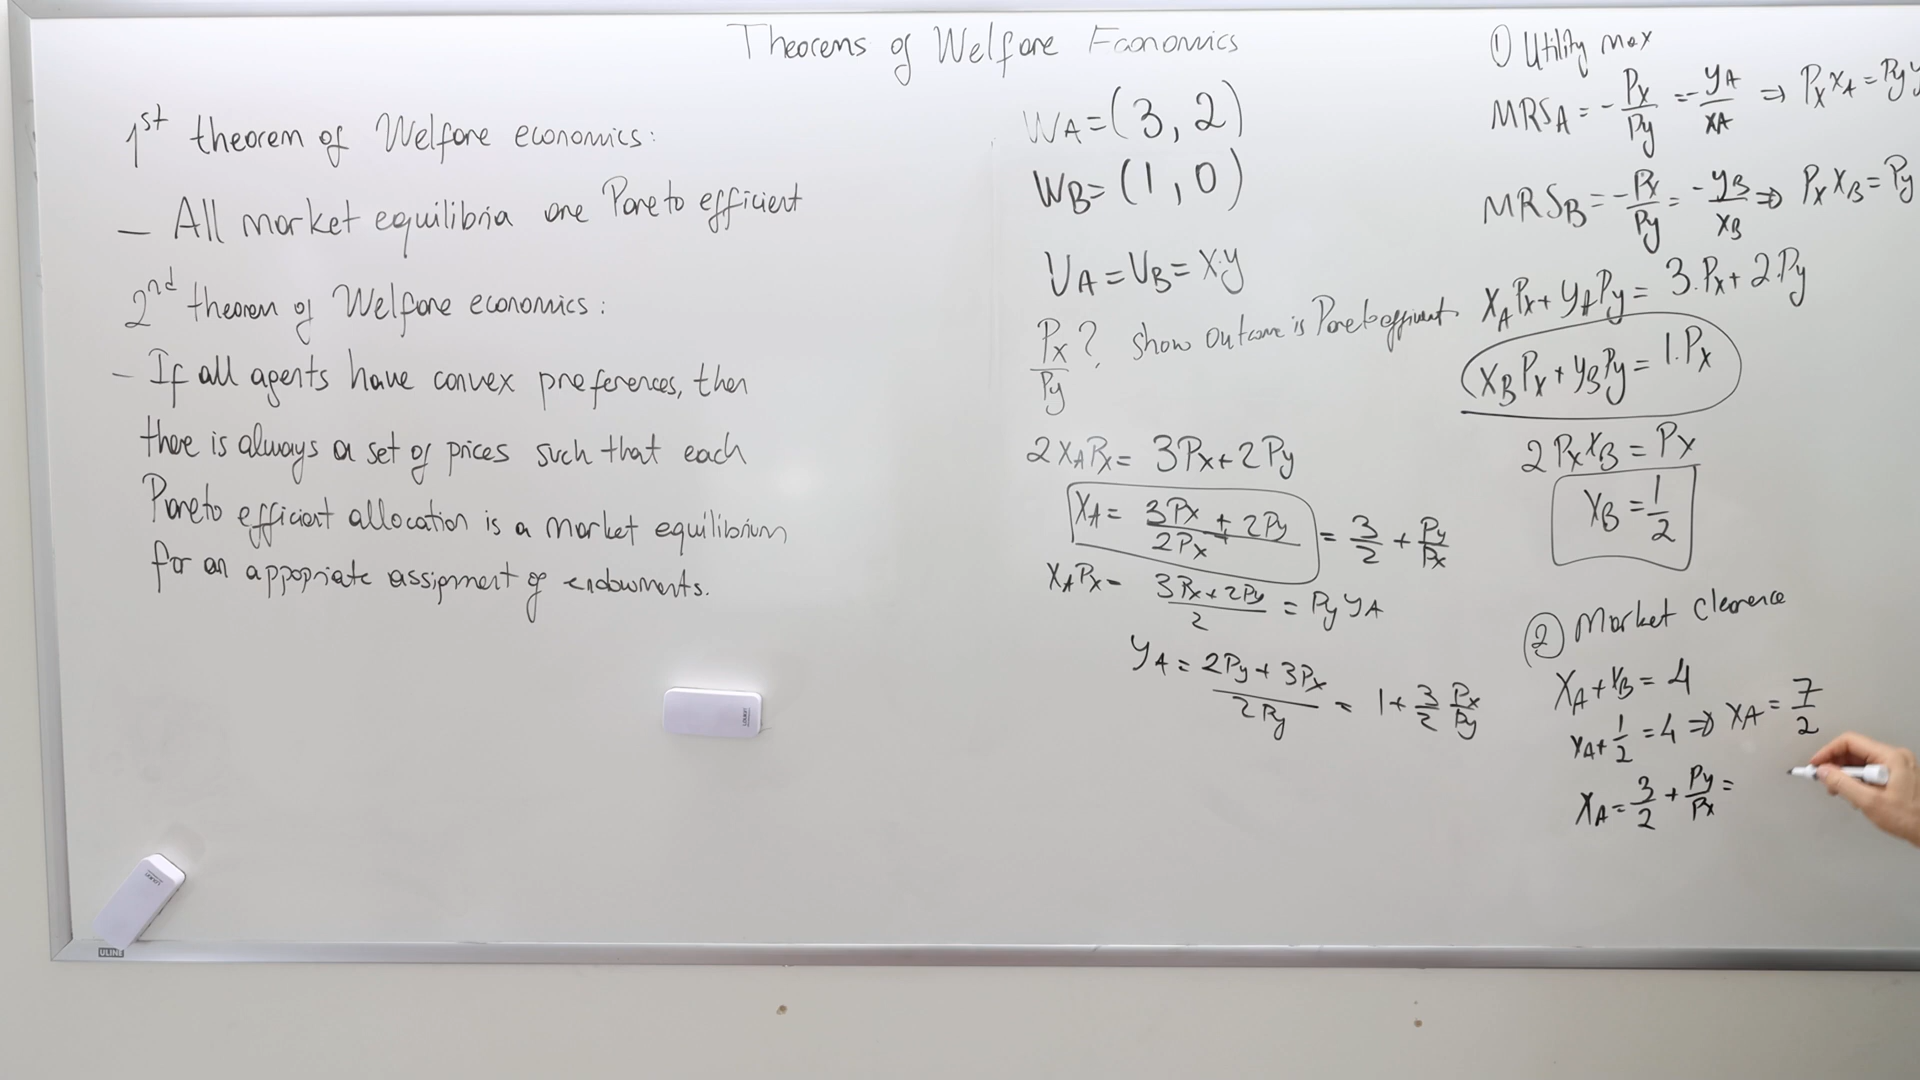 Theorems of Welfare Economics
1st theorem of Welfare economics:
– All market equilibria are Pareto efficient
2nd theorem of Welfare economics:
– If all agents have convex preferences, then
there is always a set of prices such that each
Pareto efficient allocation is a market equilibrium
for an appopriate assigment of endowments.
WA=(3, 2)
WB=(1, 0)
UA=UB=x.y
Px/Py ?, show outcome is Pareto efficient.
2xAPx= 3Px+2Py
xA= (3Px+2Py)/2Px = 3/2 + Py/Px
xAPx= (3Px+2Py)/2 = PyyA
yA= (2Py+3Px)/2Py = 1+ 3/2 Px/Py
① Utility max
MRSA= -Px/Py = -yA/xA ⇒ PxxA=Pyy
MRSB= -Px/Py = -yB/xB ⇒ PxxB=Py
xAPx+yAPy= 3.Px+2.Py
xBPx+yBPy= 1.Px
2PxxB=Px
xB=1/2
② Market clearence
xA+xB=4
xA+1/2=4 ⇒ xA=7/2
xA=3/2+Py/Px=
ULINE